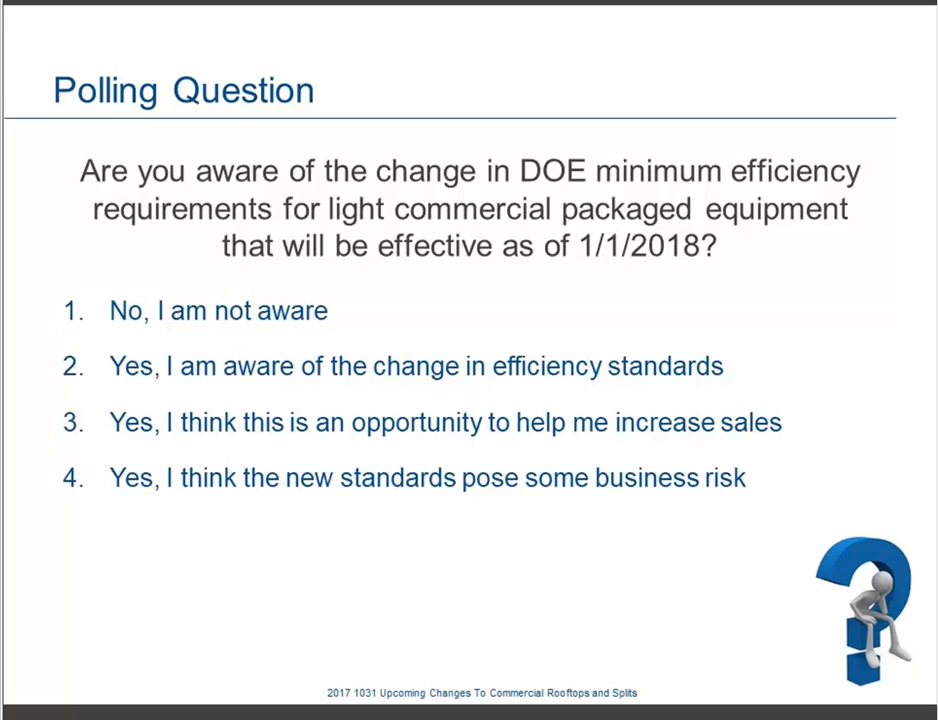 Polling Question
Are you aware of the change in DOE minimum efficiency
requirements for light commercial packaged equipment
that will be effective as of 1/1/2018?
1. No, I am not aware
2. Yes, I am aware of the change in efficiency standards
3. Yes, I think this is an opportunity to help me increase sales
4. Yes, I think the new standards pose some business risk
2017 1031 Upcoming Changes To Commercial Rooftops and Splits